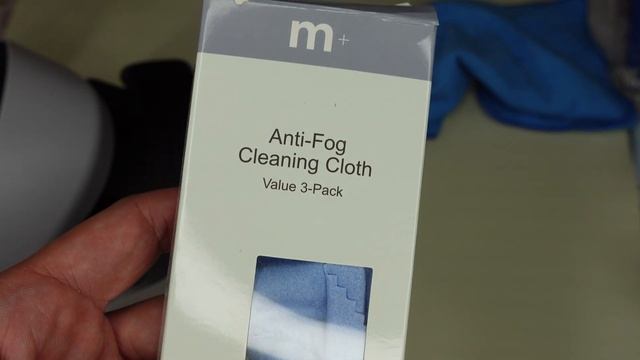 m+
Anti-Fog
Cleaning Cloth
Value 3-Pack